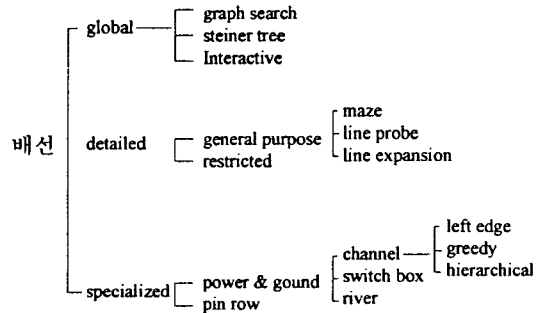 global
graph search
steiner tree
Interactive
배선
detailed
general purpose
restricted
maze
line probe
line expansion
specialized
power & gound
pin row
channel
switch box
river
left edge
greedy
hierarchical